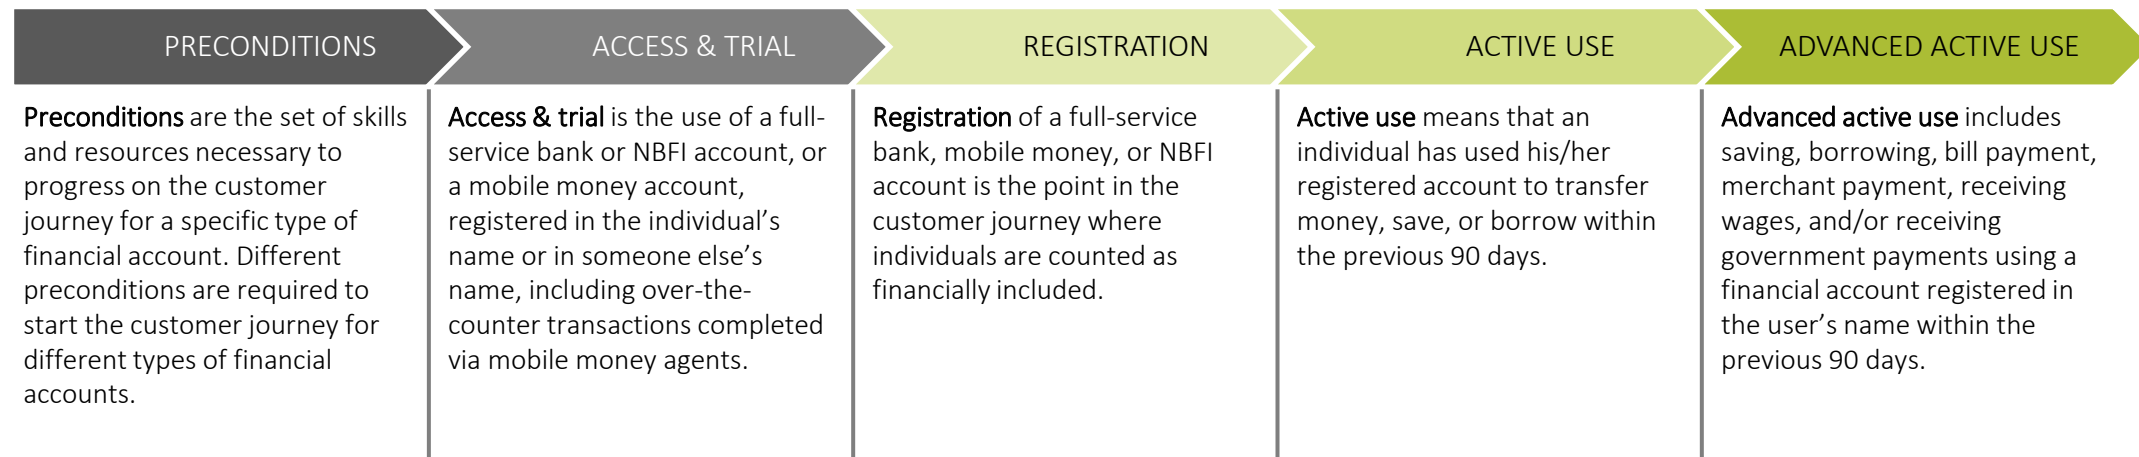 PRECONDITIONS
ACCESS & TRIAL
REGISTRATION
ACTIVE USE
ADVANCED ACTIVE USE
Preconditions are the set of skills
and resources necessary to
progress on the customer
journey for a specific type of
financial account. Different
preconditions are required to
start the customer journey for
different types of financial
accounts.
Access & trial is the use of a full-
service bank or NBFI account, or
a mobile money account,
registered in the individual’s
name or in someone else’s
name, including over-the-
counter transactions completed
via mobile money agents.
Registration of a full-service
bank, mobile money, or NBFI
account is the point in the
customer journey where
individuals are counted as
financially included.
Active use means that an
individual has used his/her
registered account to transfer
money, save, or borrow within
the previous 90 days.
Advanced active use includes
saving, borrowing, bill payment,
merchant payment, receiving
wages, and/or receiving
government payments using a
financial account registered in
the user’s name within the
previous 90 days.